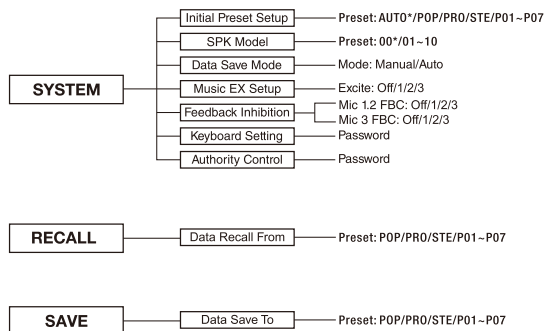 Initial Preset Setup Preset: AUTO*/POP/PRO/STE/P01~P07
SPK Model Preset: 00*/01~10
Data Save Mode Mode: Manual/Auto
SYSTEM Music EX Setup Excite: Off/1/2/3
Feedback Inhibition Mic 1.2 FBC: Off/1/2/3
Mic 3 FBC: Off/1/2/3
Keyboard Setting Password
Authority Control Password
RECALL Data Recall From Preset: POP/PRO/STE/P01~P07
SAVE Data Save To Preset: POP/PRO/STE/P01~P07